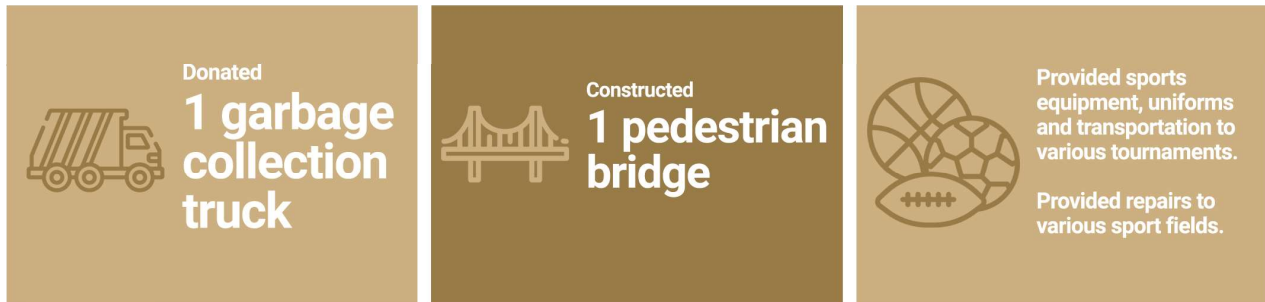 Donated
1 garbage
collection
truck
Constructed
1 pedestrian
bridge
Provided sports
equipment, uniforms
and transportation to
various tournaments.
Provided repairs to
various sport fields.